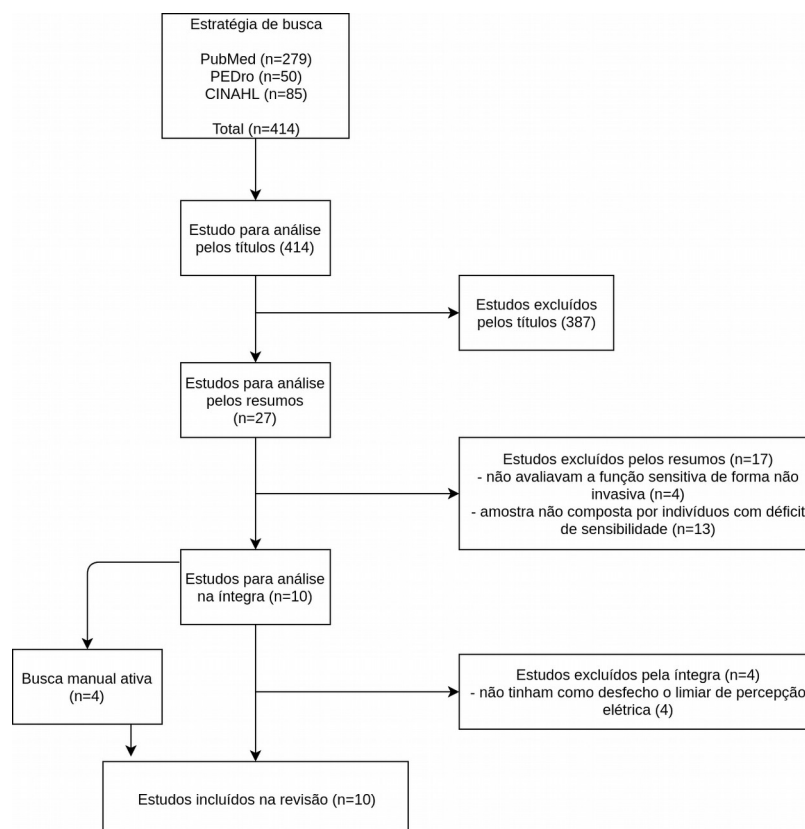 Estratégia de busca
PubMed (n=279)
PEDro (n=50)
CINAHL (n=85)
Total (n=414)
Estudo para análise
pelos títulos (414)
Estudos excluídos
pelos títulos (387)
Estudos para análise
pelos resumos
(n=27)
Estudos excluídos pelos resumos (n=17)
- não avaliavam a função sensitiva de forma não
invasiva (n=4)
- amostra não composta por indivíduos com déficit
de sensibilidade (n=13)
Estudos para análise
na íntegra (n=10)
Busca manual ativa
(n=4)
Estudos excluídos pela íntegra (n=4)
- não tinham como desfecho o limiar de percepção
elétrica (4)
Estudos incluídos na revisão (n=10)